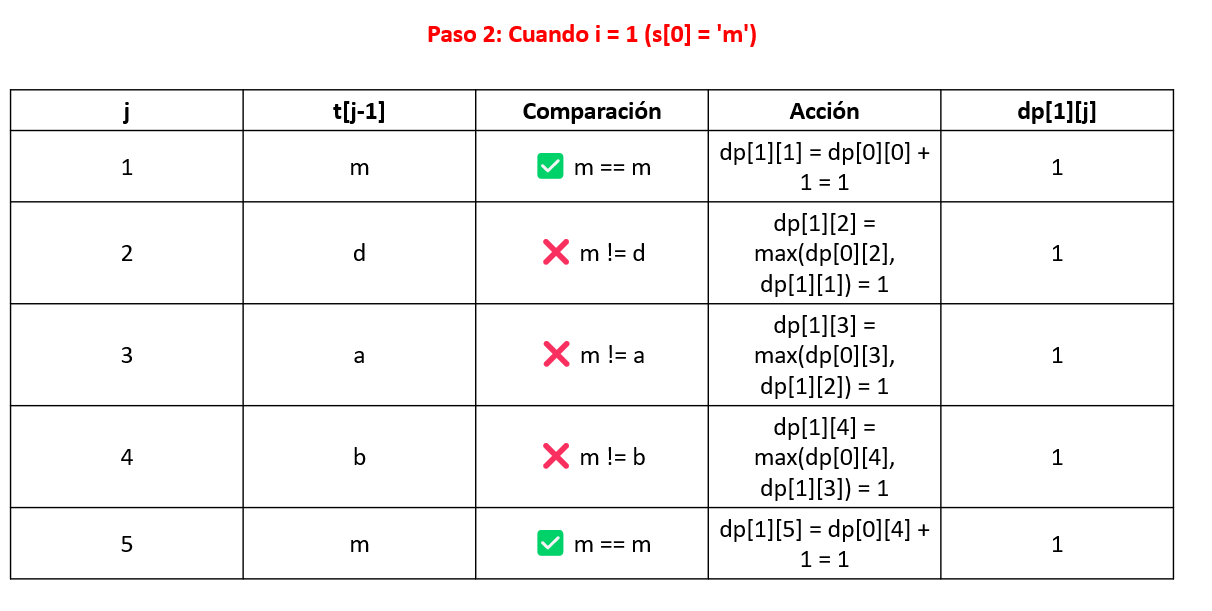 Paso 2: Cuando i = 1 (s[0] = 'm')
j t[j-1] Comparación Acción dp[1][j]
1 m ✅ m == m dp[1][1] = dp[0][0] +
1 = 1 1
2 d ❌ m != d dp[1][2] =
max(dp[0][2],
dp[1][1]) = 1 1
3 a ❌ m != a dp[1][3] =
max(dp[0][3],
dp[1][2]) = 1 1
4 b ❌ m != b dp[1][4] =
max(dp[0][4],
dp[1][3]) = 1 1
5 m ✅ m == m dp[1][5] = dp[0][4] +
1 = 1 1